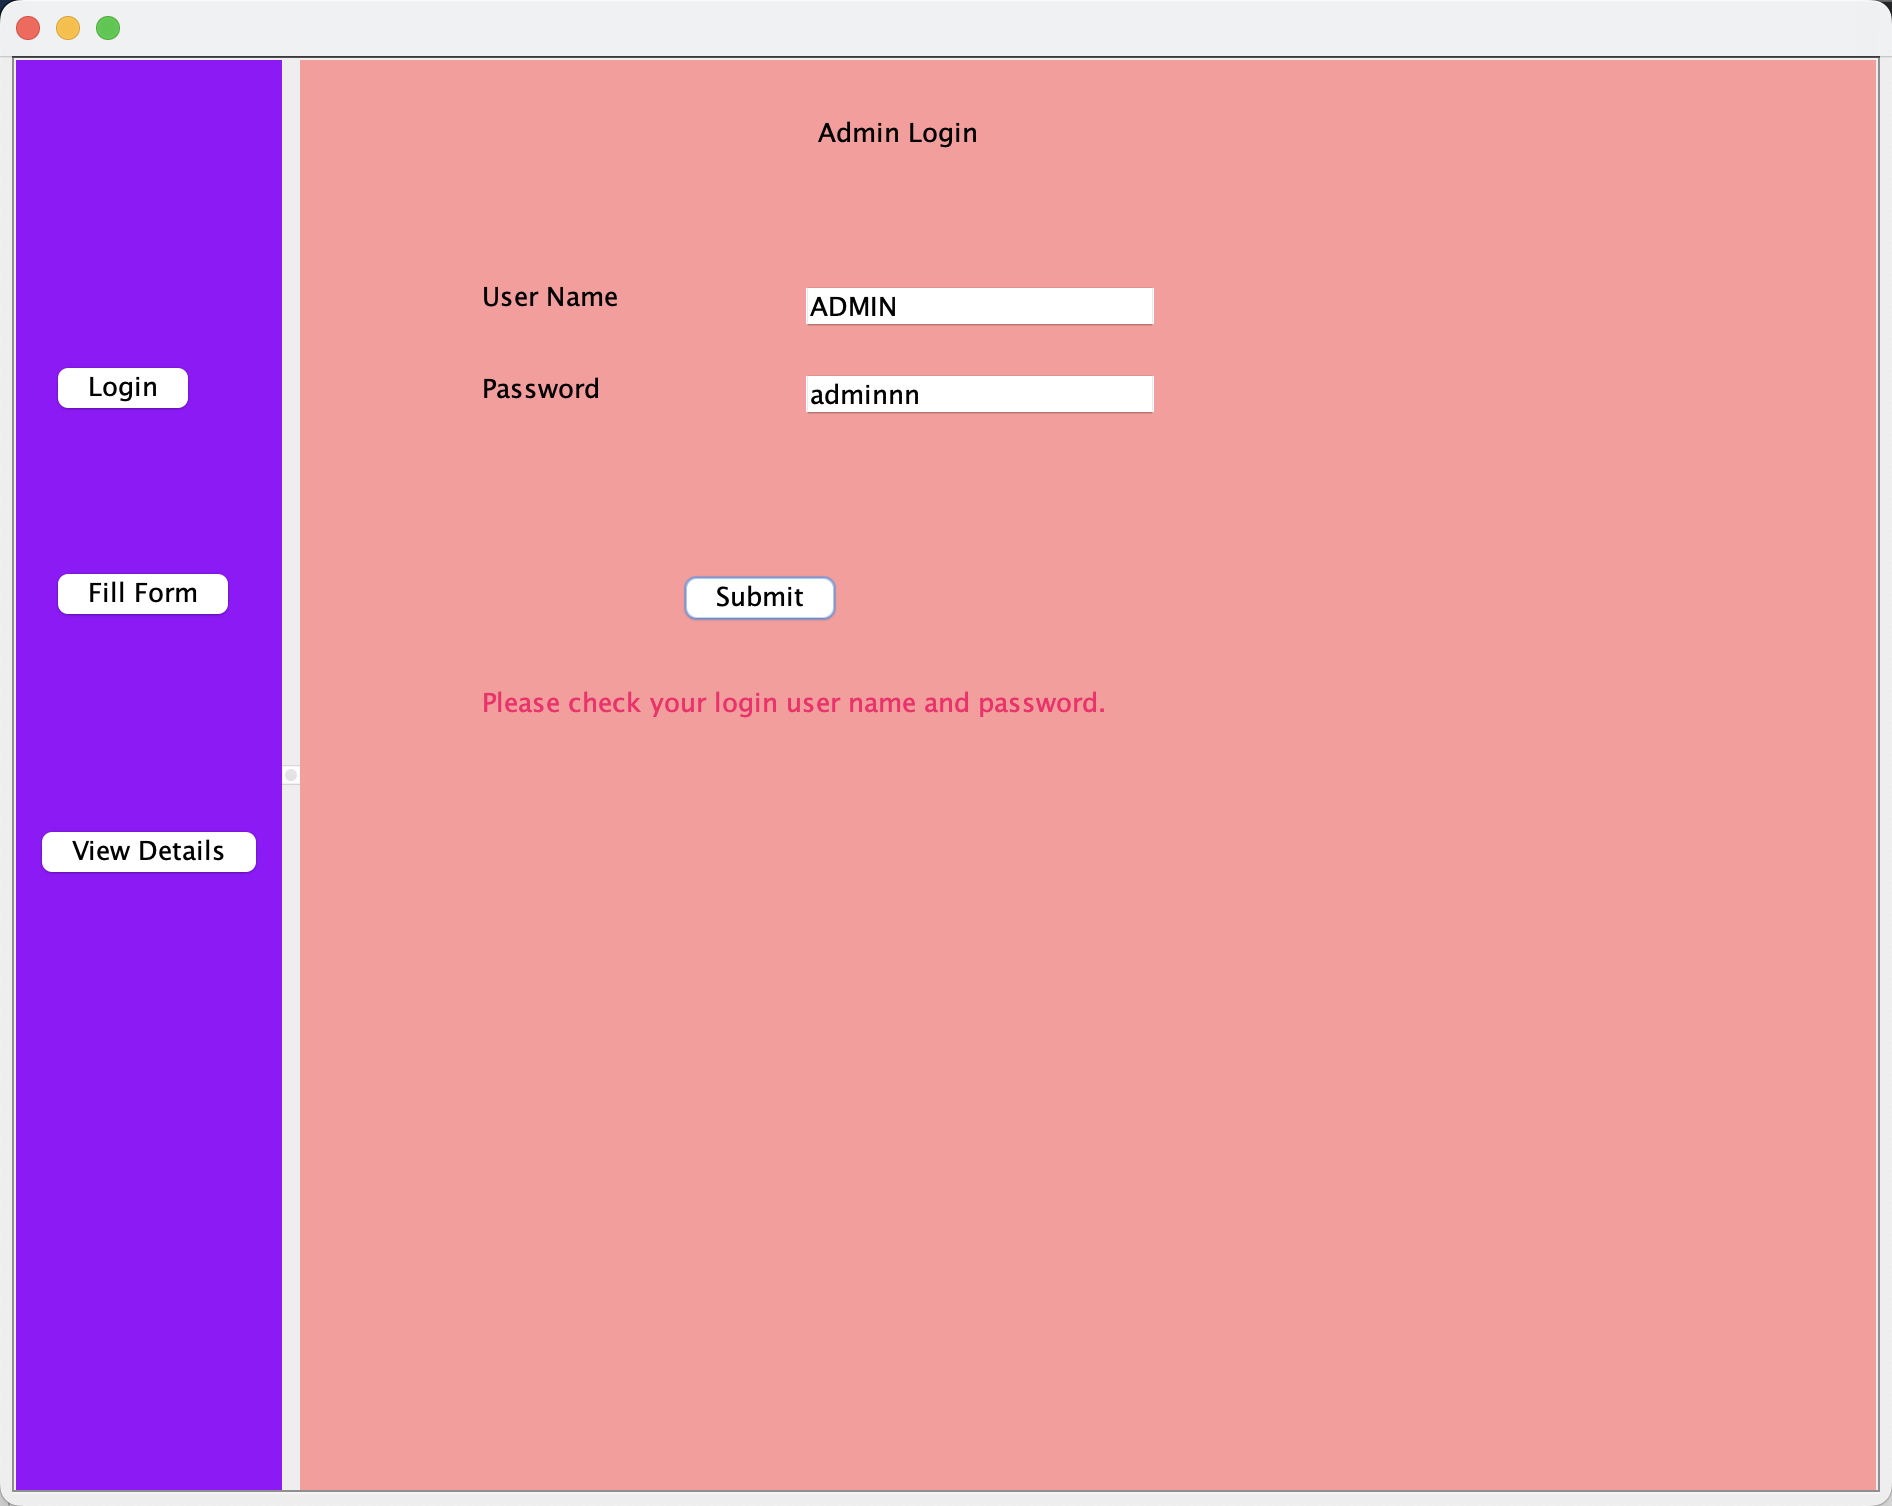 Admin Login
User Name
ADMIN
Login
Password
adminnn
Fill Form
Submit
Please check your login user name and password.
View Details